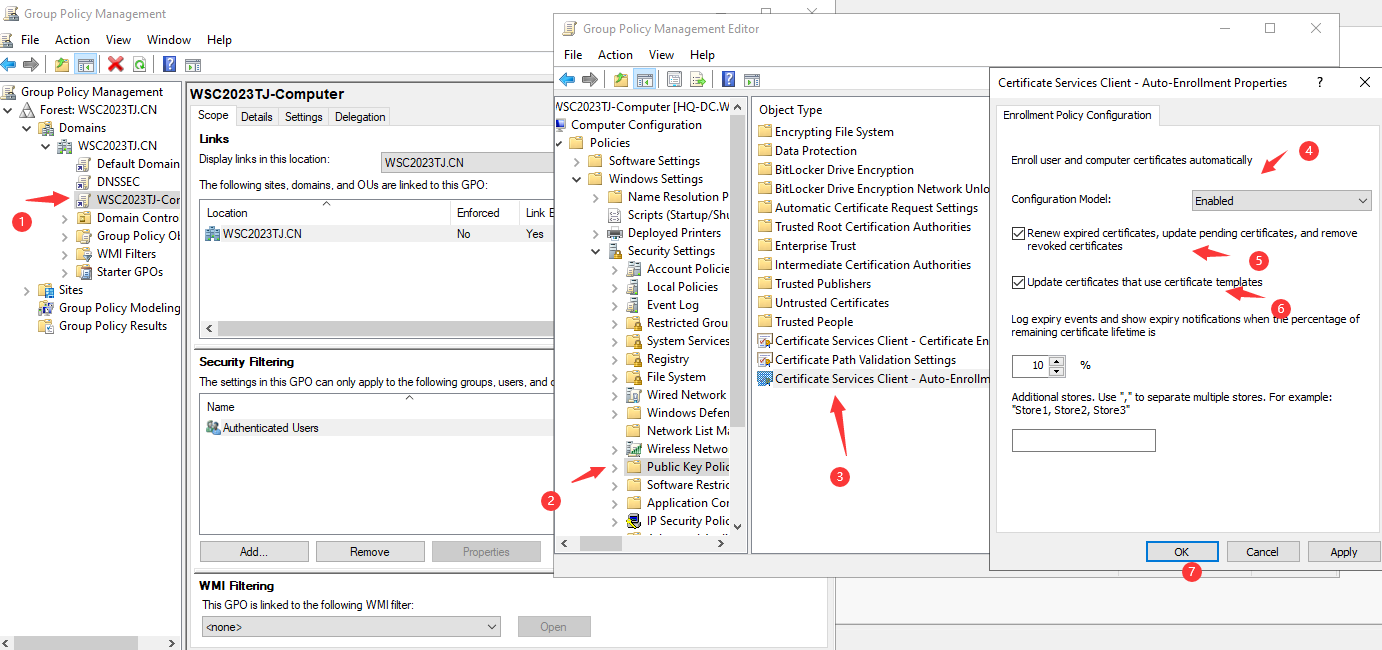 Group Policy Management
File Action View Window Help
Group Policy Management
Forest: WSC2023TJ.CN
Domains
WSC2023TJ.CN
Default Domain
DNSSEC
WSC2023TJ-Cor
Domain Contro
Group Policy Ob
WMI Filters
Starter GPOs
Sites
Group Policy Modeling
Group Policy Results
1
WSC2023TJ-Computer
Scope Details Settings Delegation
Links
Display links in this location: WSC2023TJ.CN
The following sites, domains, and OUs are linked to this GPO:
Location Enforced Link E
WSC2023TJ.CN No Yes
Security Filtering
The settings in this GPO can only apply to the following groups, users, and c
Name
Authenticated Users
Add... Remove Properties
WMI Filtering
This GPO is linked to the following WMI filter:
<none> Open
Group Policy Management Editor
File Action View Help
WSC2023TJ-Computer [HQ-DC.W
Computer Configuration
Policies
Software Settings
Windows Settings
Name Resolution P
Scripts (Startup/Shu
Deployed Printers
Security Settings
Account Policie
Local Policies
Event Log
Restricted Grou
System Services
Registry
File System
Wired Network
Windows Defen
Network List Ma
Wireless Netwo
Public Key Polic
Software Restric
Application Cor
IP Security Polic
2
Object Type
Encrypting File System
Data Protection
BitLocker Drive Encryption
BitLocker Drive Encryption Network Unlo
Automatic Certificate Request Settings
Trusted Root Certification Authorities
Enterprise Trust
Intermediate Certification Authorities
Trusted Publishers
Untrusted Certificates
Trusted People
Certificate Services Client - Certificate En
Certificate Path Validation Settings
Certificate Services Client - Auto-Enrollm
3
Certificate Services Client - Auto-Enrollment Properties ?
Enrollment Policy Configuration
Enroll user and computer certificates automatically
4
Configuration Model: Enabled
Renew expired certificates, update pending certificates, and remove
revoked certificates
5
Update certificates that use certificate templates
6
Log expiry events and show expiry notifications when the percentage of
remaining certificate lifetime is
10 %
Additional stores. Use "," to separate multiple stores. For example:
"Store1, Store2, Store3"
OK Cancel Apply
7